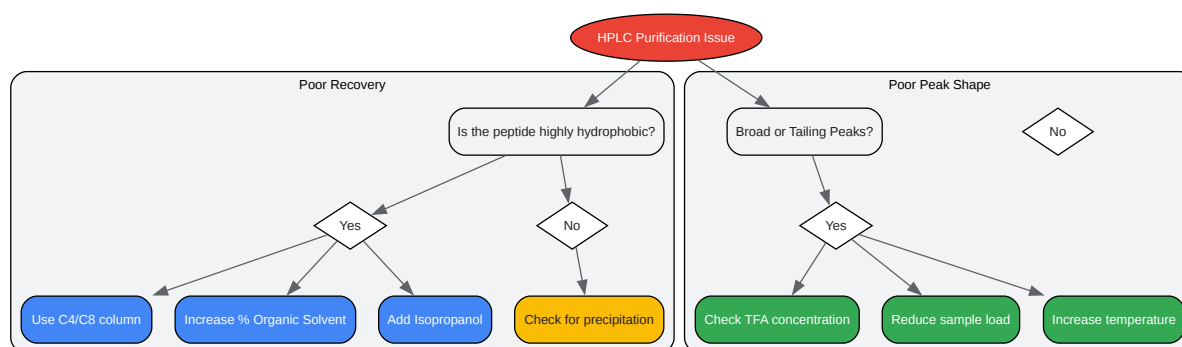 HPLC Purification Issue
Poor Recovery
Poor Peak Shape
Is the peptide highly hydrophobic?
Broad or Tailing Peaks?
No
Yes
No
Yes
Use C4/C8 column
Increase % Organic Solvent
Add Isopropanol
Check for precipitation
Check TFA concentration
Reduce sample load
Increase temperature